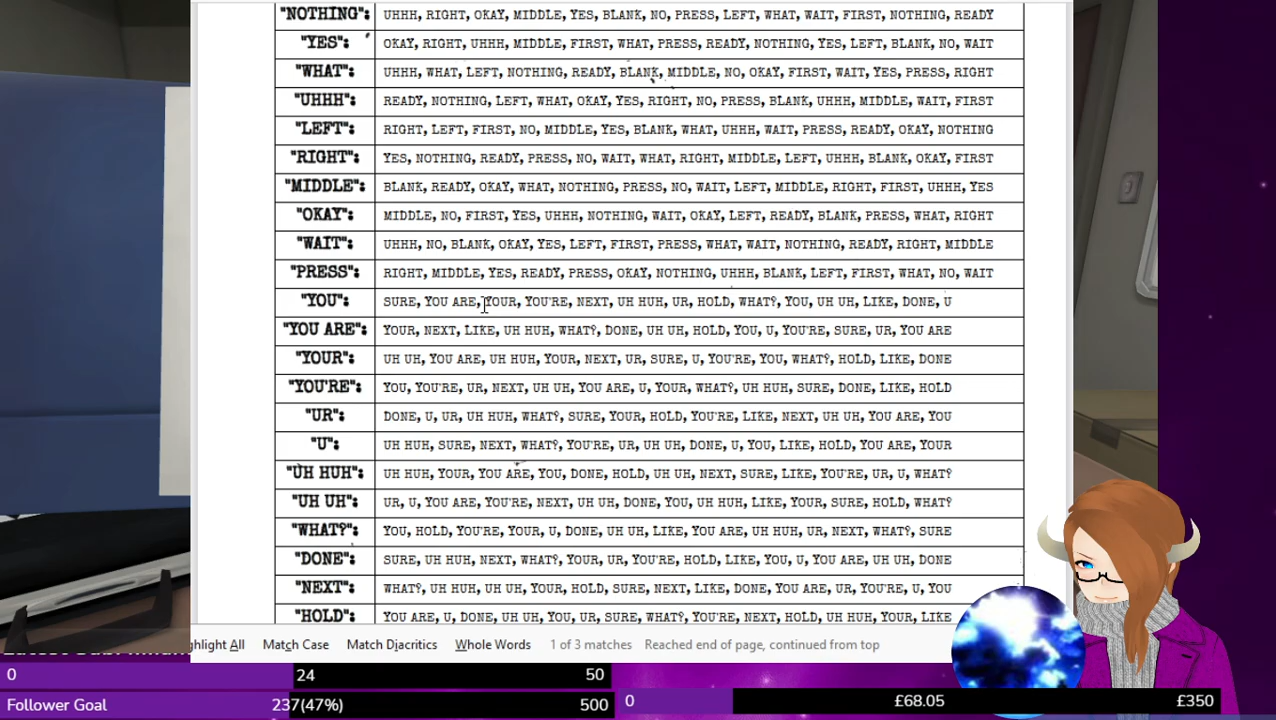 "NOTHING": UHHH, RIGHT, OKAY, MIDDLE, YES, BLANK, NO, PRESS, LEFT, WHAT, WAIT, FIRST, NOTHING, READY
"YES": OKAY, RIGHT, UHHH, MIDDLE, FIRST, WHAT, PRESS, READY, NOTHING, YES, LEFT, BLANK, NO, WAIT
"WHAT": UHHH, WHAT, LEFT, NOTHING, READY, BLANK, MIDDLE, NO, OKAY, FIRST, WAIT, YES, PRESS, RIGHT
"UHHH": READY, NOTHING, LEFT, WHAT, OKAY, YES, RIGHT, NO, PRESS, BLANK, UHHH, MIDDLE, WAIT, FIRST
"LEFT": RIGHT, LEFT, FIRST, NO, MIDDLE, YES, BLANK, WHAT, UHHH, WAIT, PRESS, READY, OKAY, NOTHING
"RIGHT": YES, NOTHING, READY, PRESS, NO, WAIT, WHAT, RIGHT, MIDDLE, LEFT, UHHH, BLANK, OKAY, FIRST
"MIDDLE": BLANK, READY, OKAY, WHAT, NOTHING, PRESS, NO, WAIT, LEFT, MIDDLE, RIGHT, FIRST, UHHH, YES
"OKAY": MIDDLE, NO, FIRST, YES, UHHH, NOTHING, WAIT, OKAY, LEFT, READY, BLANK, PRESS, WHAT, RIGHT
"WAIT": UHHH, NO, BLANK, OKAY, YES, LEFT, FIRST, PRESS, WHAT, WAIT, NOTHING, READY, RIGHT, MIDDLE
"PRESS": RIGHT, MIDDLE, YES, READY, PRESS, OKAY, NOTHING, UHHH, BLANK, LEFT, FIRST, WHAT, NO, WAIT
"YOU": SURE, YOU ARE, YOUR, YOU'RE, NEXT, UH HUH, UR, HOLD, WHAT?, YOU, UH UH, LIKE, DONE, U
"YOU ARE": YOUR, NEXT, LIKE, UH HUH, WHAT?, DONE, UH UH, HOLD, YOU, U, YOU'RE, SURE, UR, YOU ARE
"YOUR": UH UH, YOU ARE, UH HUH, YOUR, NEXT, UR, SURE, U, YOU'RE, YOU, WHAT?, HOLD, LIKE, DONE
"YOU'RE": YOU, YOU'RE, UR, NEXT, UH UH, YOU ARE, U, YOUR, WHAT?, UH HUH, SURE, DONE, LIKE, HOLD
"UR": DONE, U, UR, UH HUH, WHAT?, SURE, YOUR, HOLD, YOU'RE, LIKE, NEXT, UH UH, YOU ARE, YOU
"U": UH HUH, SURE, NEXT, WHAT?, YOU'RE, UR, UH UH, DONE, U, YOU, LIKE, HOLD, YOU ARE, YOUR
"UH HUH": UH HUH, YOUR, YOU ARE, YOU, DONE, HOLD, UH UH, NEXT, SURE, LIKE, YOU'RE, UR, U, WHAT?
"UH UH": UR, U, YOU ARE, YOU'RE, NEXT, UH UH, DONE, YOU, UH HUH, LIKE, YOUR, SURE, HOLD, WHAT?
"WHAT?": YOU, HOLD, YOU'RE, YOUR, U, DONE, UH UH, LIKE, YOU ARE, UH HUH, UR, NEXT, WHAT?, SURE
"DONE": SURE, UH HUH, NEXT, WHAT?, YOUR, UR, YOU'RE, HOLD, LIKE, YOU, U, YOU ARE, UH UH, DONE
"NEXT": WHAT?, UH HUH, UH UH, YOUR, HOLD, SURE, NEXT, LIKE, DONE, YOU ARE, UR, YOU'RE, U, YOU
"HOLD": YOU ARE, U, DONE, UH UH, YOU, UR, SURE, WHAT?, YOU'RE, NEXT, HOLD, UH HUH, YOUR, LIKE
ghlight All Match Case Match Diacritics Whole Words 1 of 3 matches Reached end of page, continued from top
0 24 50
Follower Goal 237(47%) 500 0 £68.05 £350